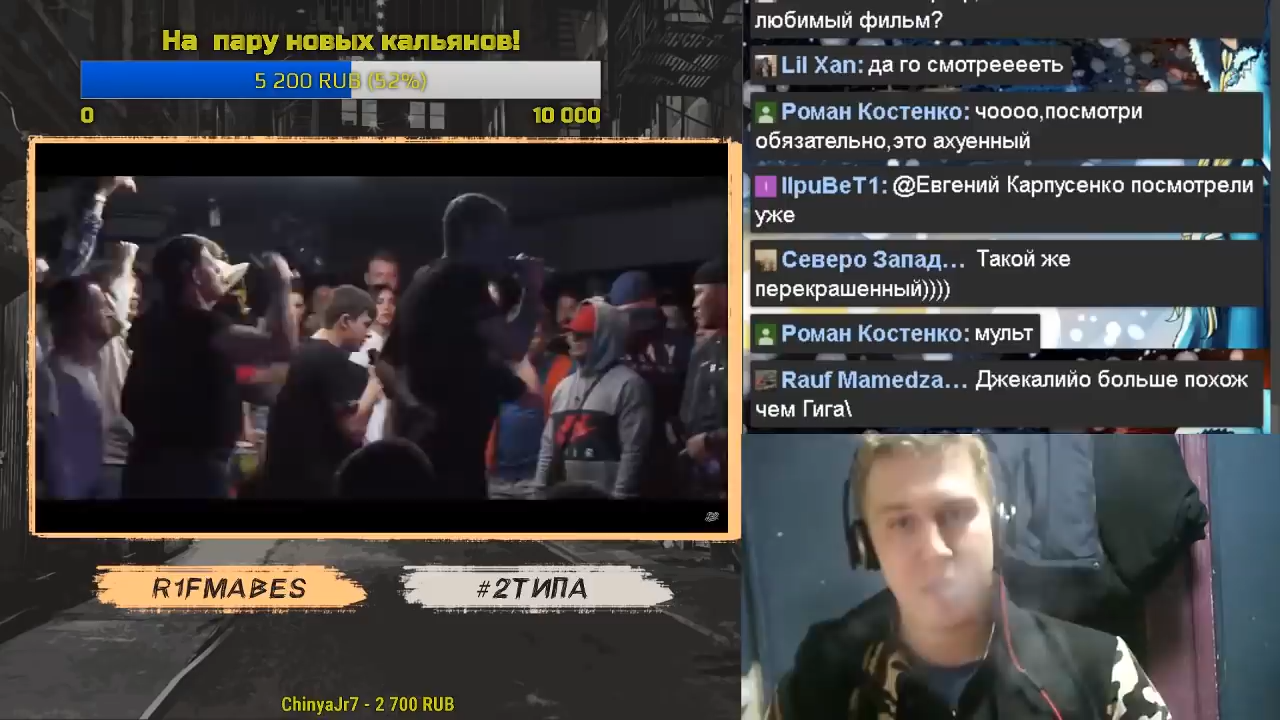 На пару новых кальянов!
5 200 RUB (52%)
0
10 000
R1FMABES
#2ТИПА
ChinyaJr7 - 2 700 RUB
любимый фильм?
Lil Xan: да го смотрееееть
Роман Костенко: чоооо,посмотри
обязательно,это ахуенный
IIpuBeT1: @Евгений Карпусенко посмотрели
уже
Северо Запад... Такой же
перекрашенный))))
Роман Костенко: мульт
Rauf Mamedza... Джекалийо больше похож
чем Гига\